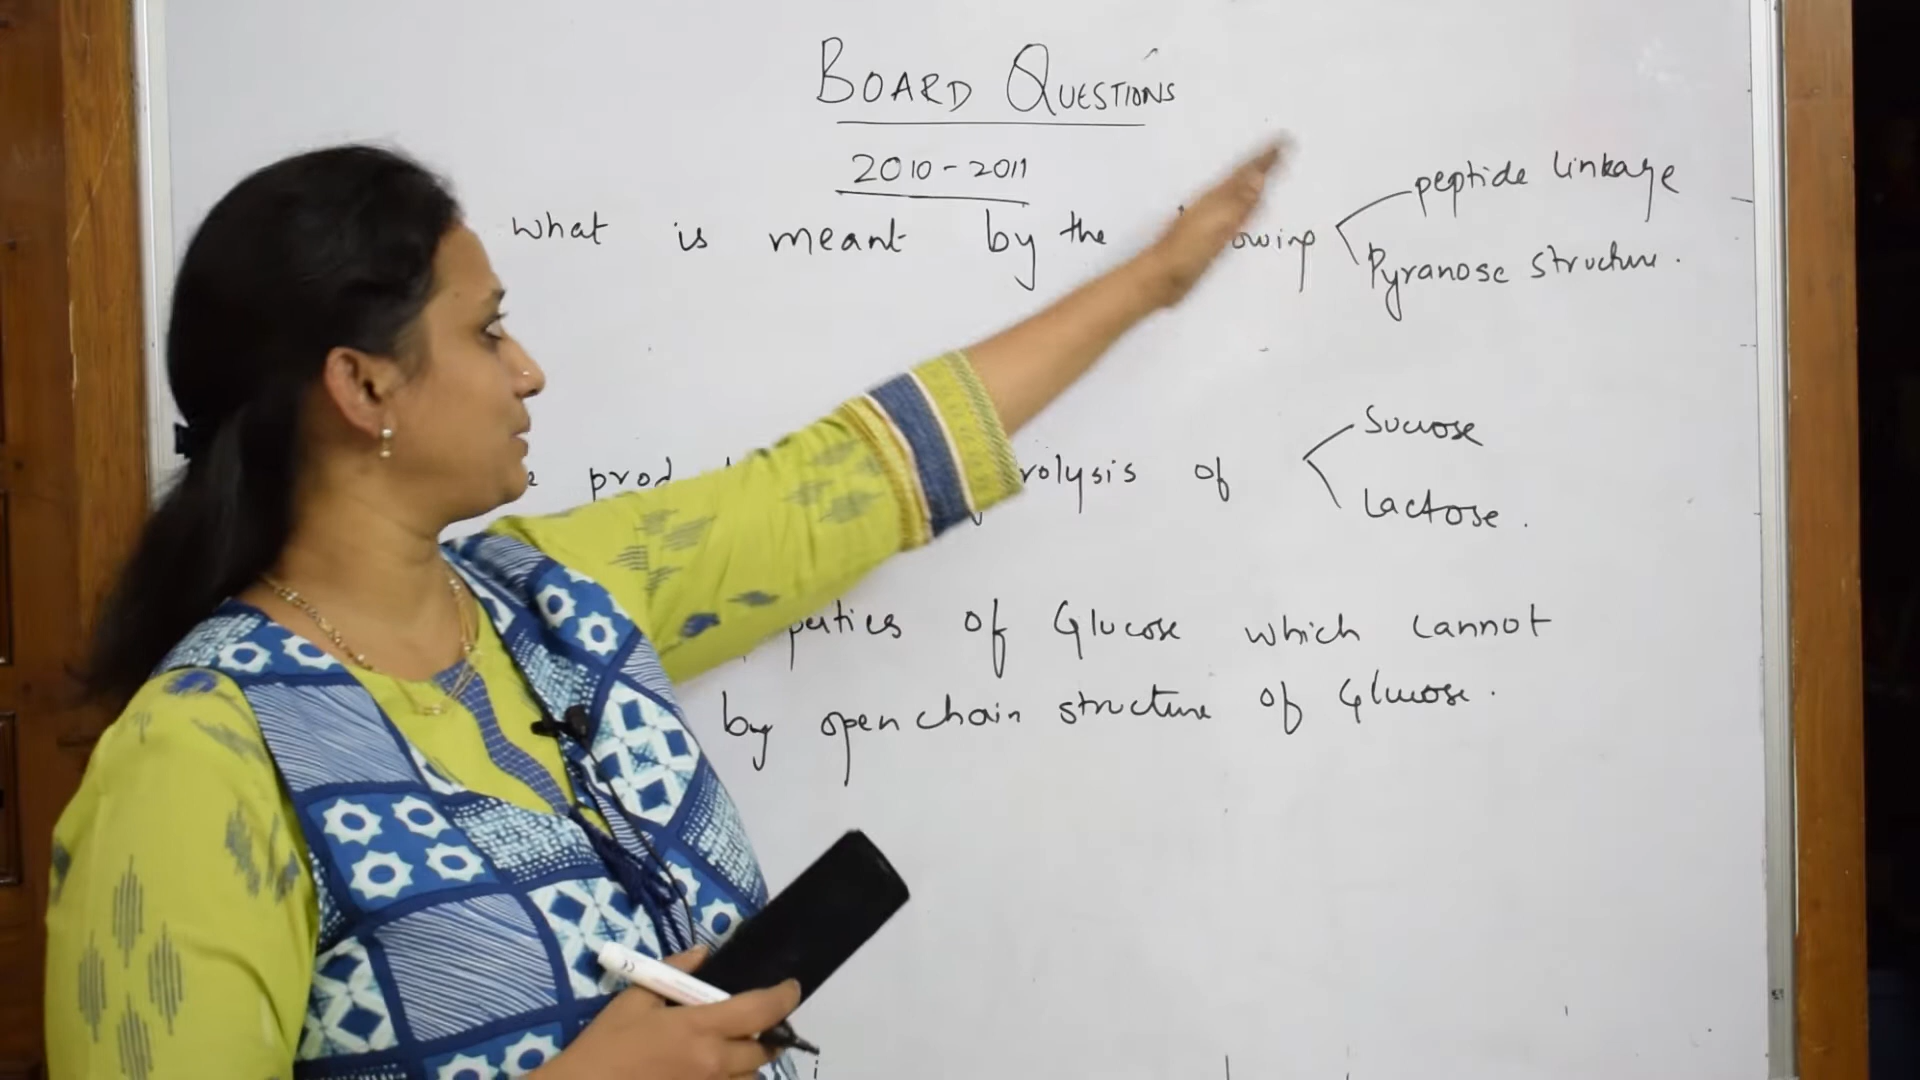 BOARD QUESTIONS
2010-2011
what is meant by the owing
peptide linkage
Pyranose structure.
prod rolysis of
Sucrose
Lactose.
perties of Glucose which cannot
by open chain structure of Glucose.